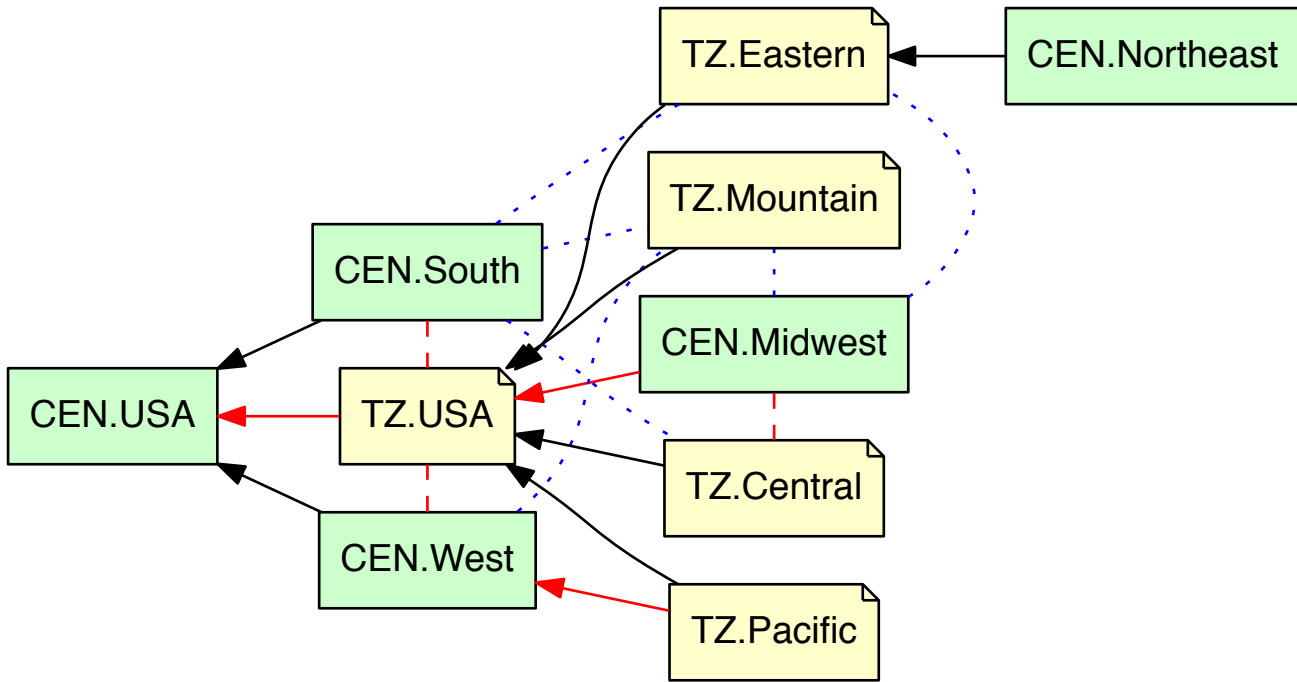 TZ.Eastern
CEN.Northeast
TZ.Mountain
CEN.South
CEN.Midwest
CEN.USA
TZ.USA
TZ.Central
CEN.West
TZ.Pacific